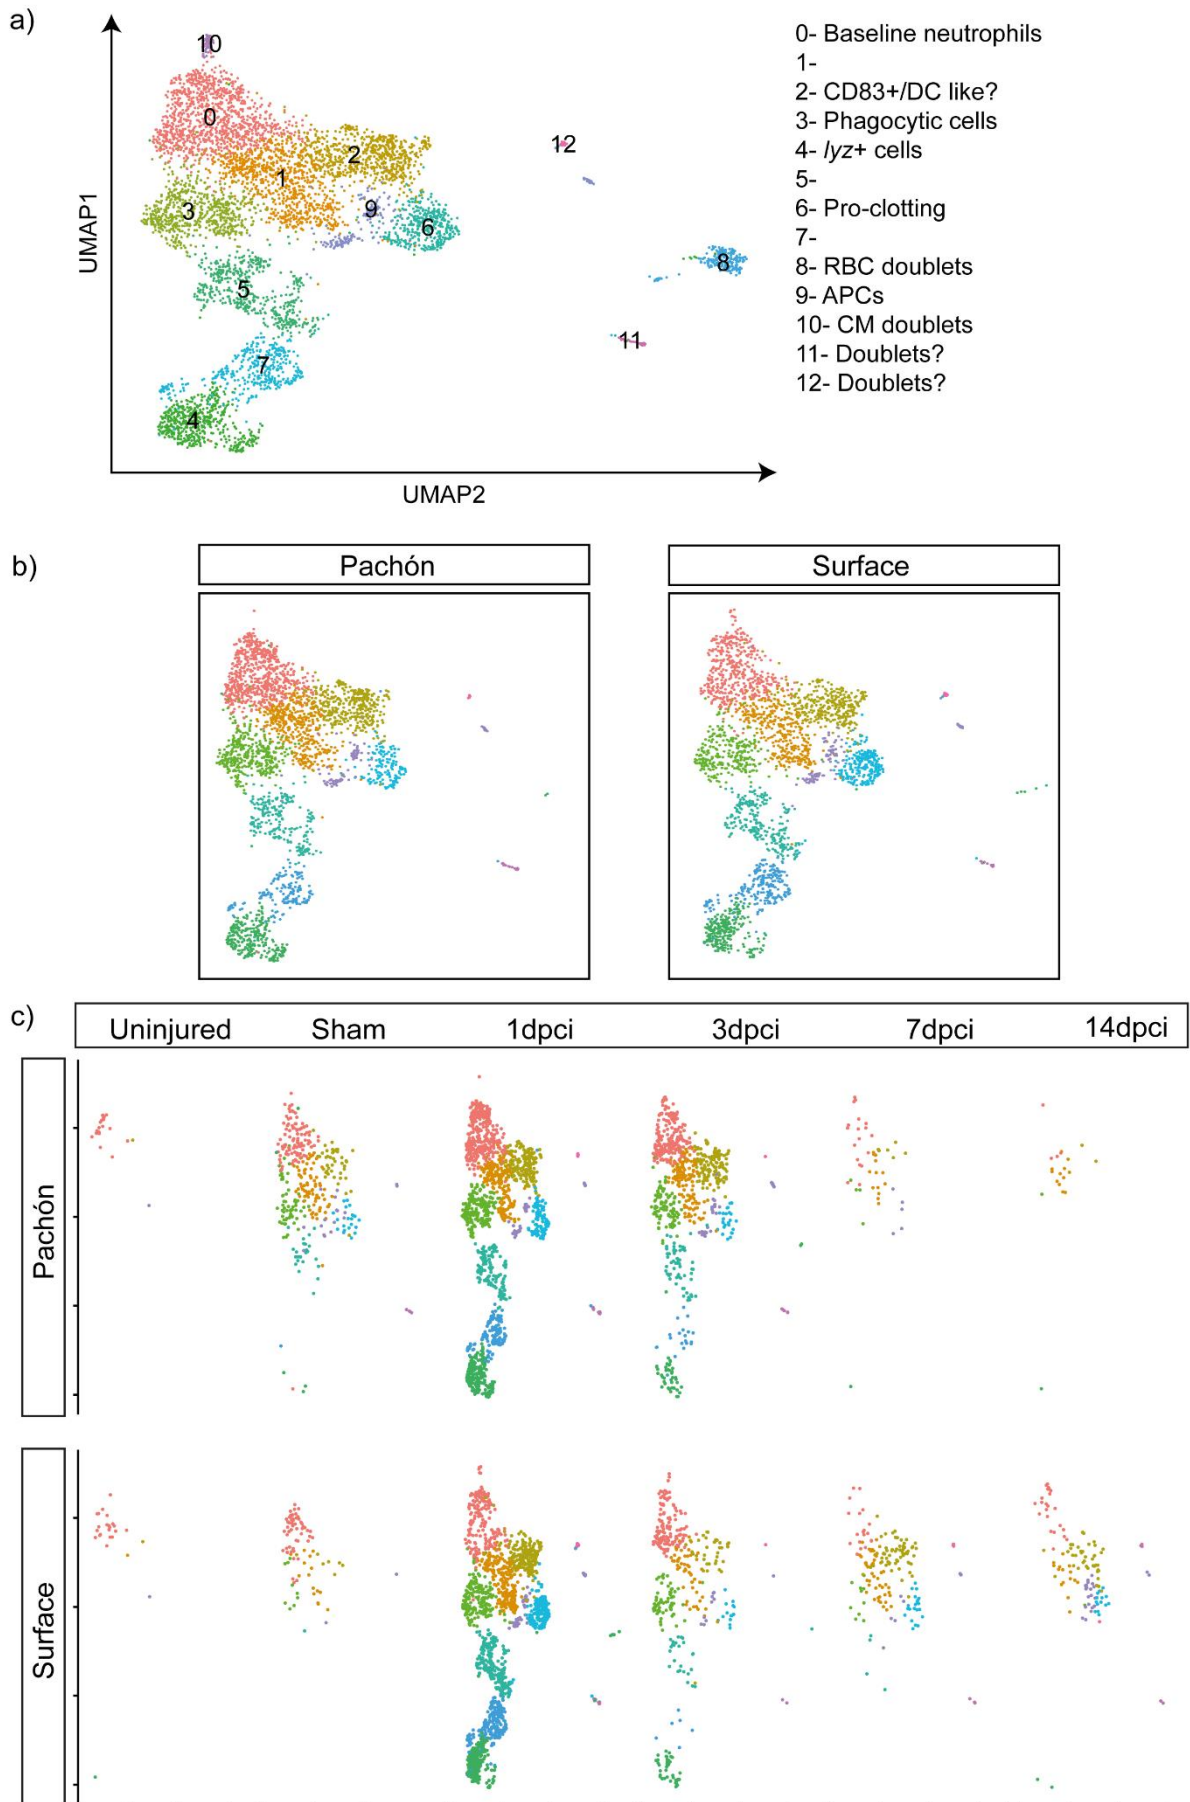 a)
10
0
1
2
3
9
6
5
7
4
12
8
11
UMAP1
UMAP2
0- Baseline neutrophils
1-
2- CD83+/DC like?
3- Phagocytic cells
4- lyz+ cells
5-
6- Pro-clotting
7-
8- RBC doublets
9- APCs
10- CM doublets
11- Doublets?
12- Doublets?
b)
Pachón
Surface
c)
Uninjured Sham 1dpci 3dpci 7dpci 14dpci
Pachón
Surface